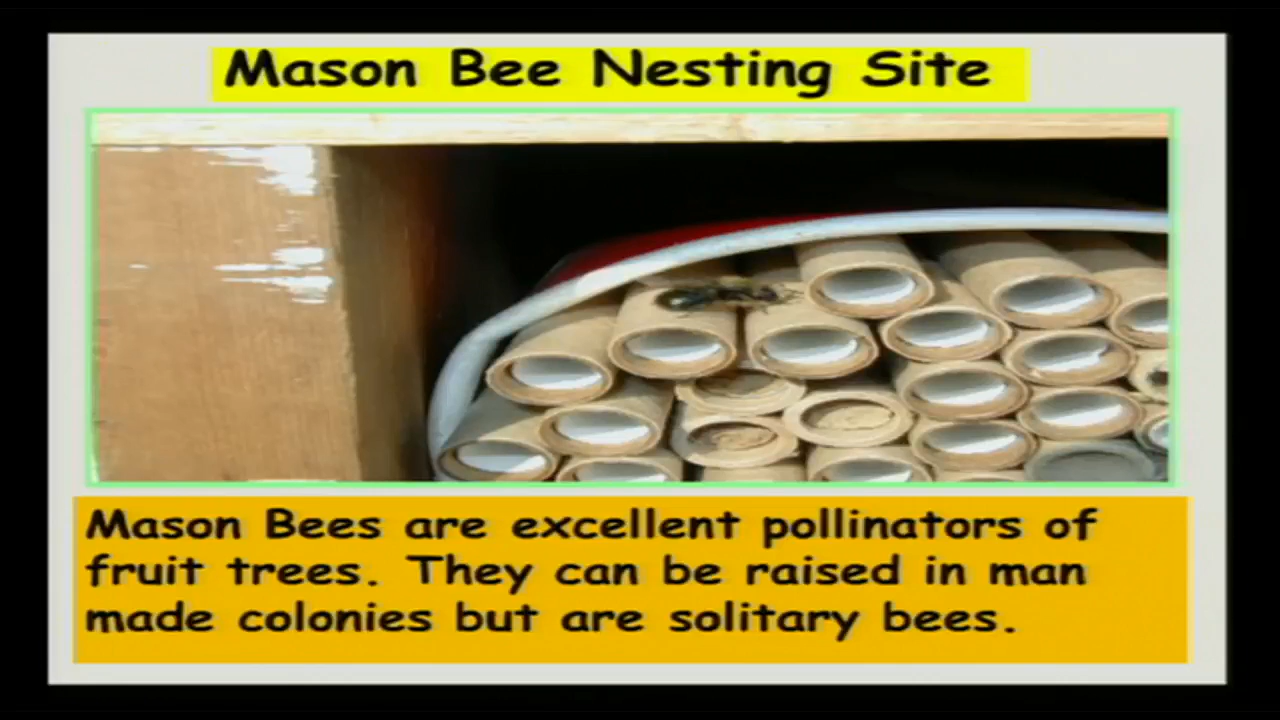 Mason Bee Nesting Site
Mason Bees are excellent pollinators of
fruit trees. They can be raised in man
made colonies but are solitary bees.